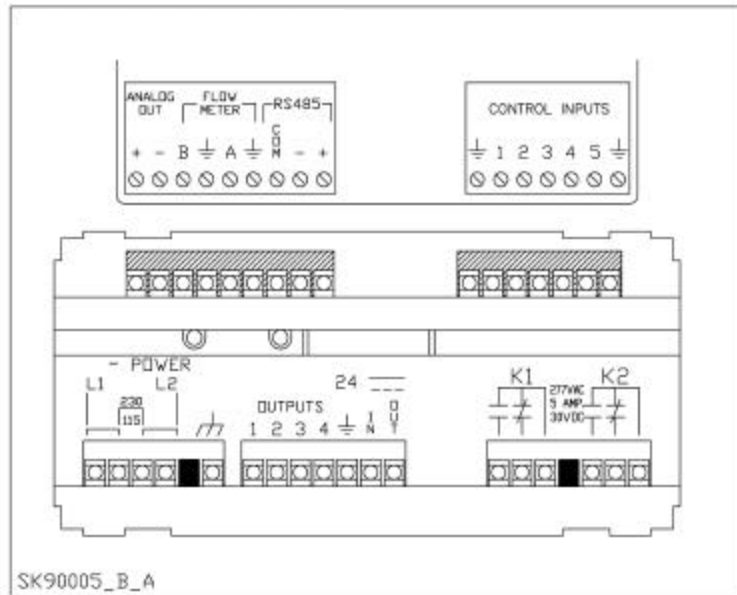 ANALOG OUT
FLOW METER
RS485
+ - B A COM - +
CONTROL INPUTS
1 2 3 4 5
- POWER
L1 L2
230
115
OUTPUTS
1 2 3 4 IN OUT
24
K1 K2
277VAC
5 AMP
30VDC
SK90005_B_A